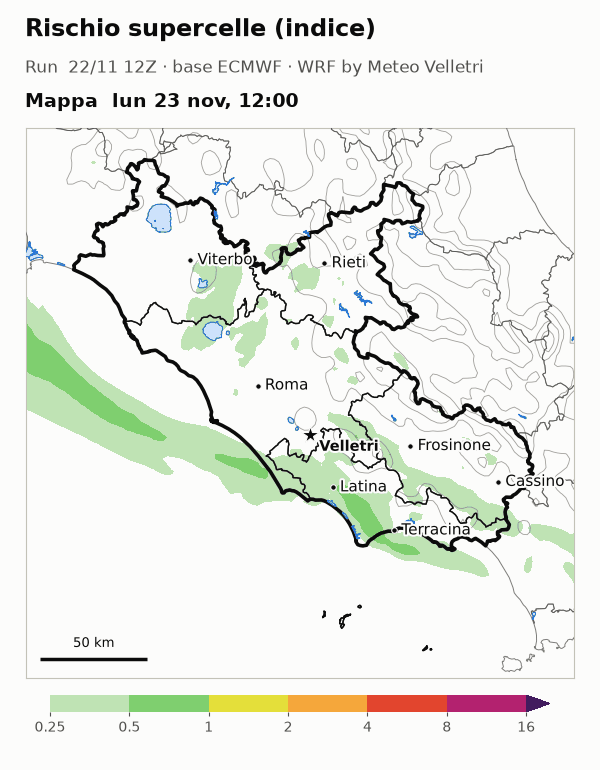 Rischio supercelle (indice)
Run 22/11 12Z · base ECMWF · WRF by Meteo Velletri
Mappa lun 23 nov, 12:00
Viterbo
Rieti
Roma
Velletri
Frosinone
Cassino
Latina
Terracina
50 km
0.25 0.5 1 2 4 8 16